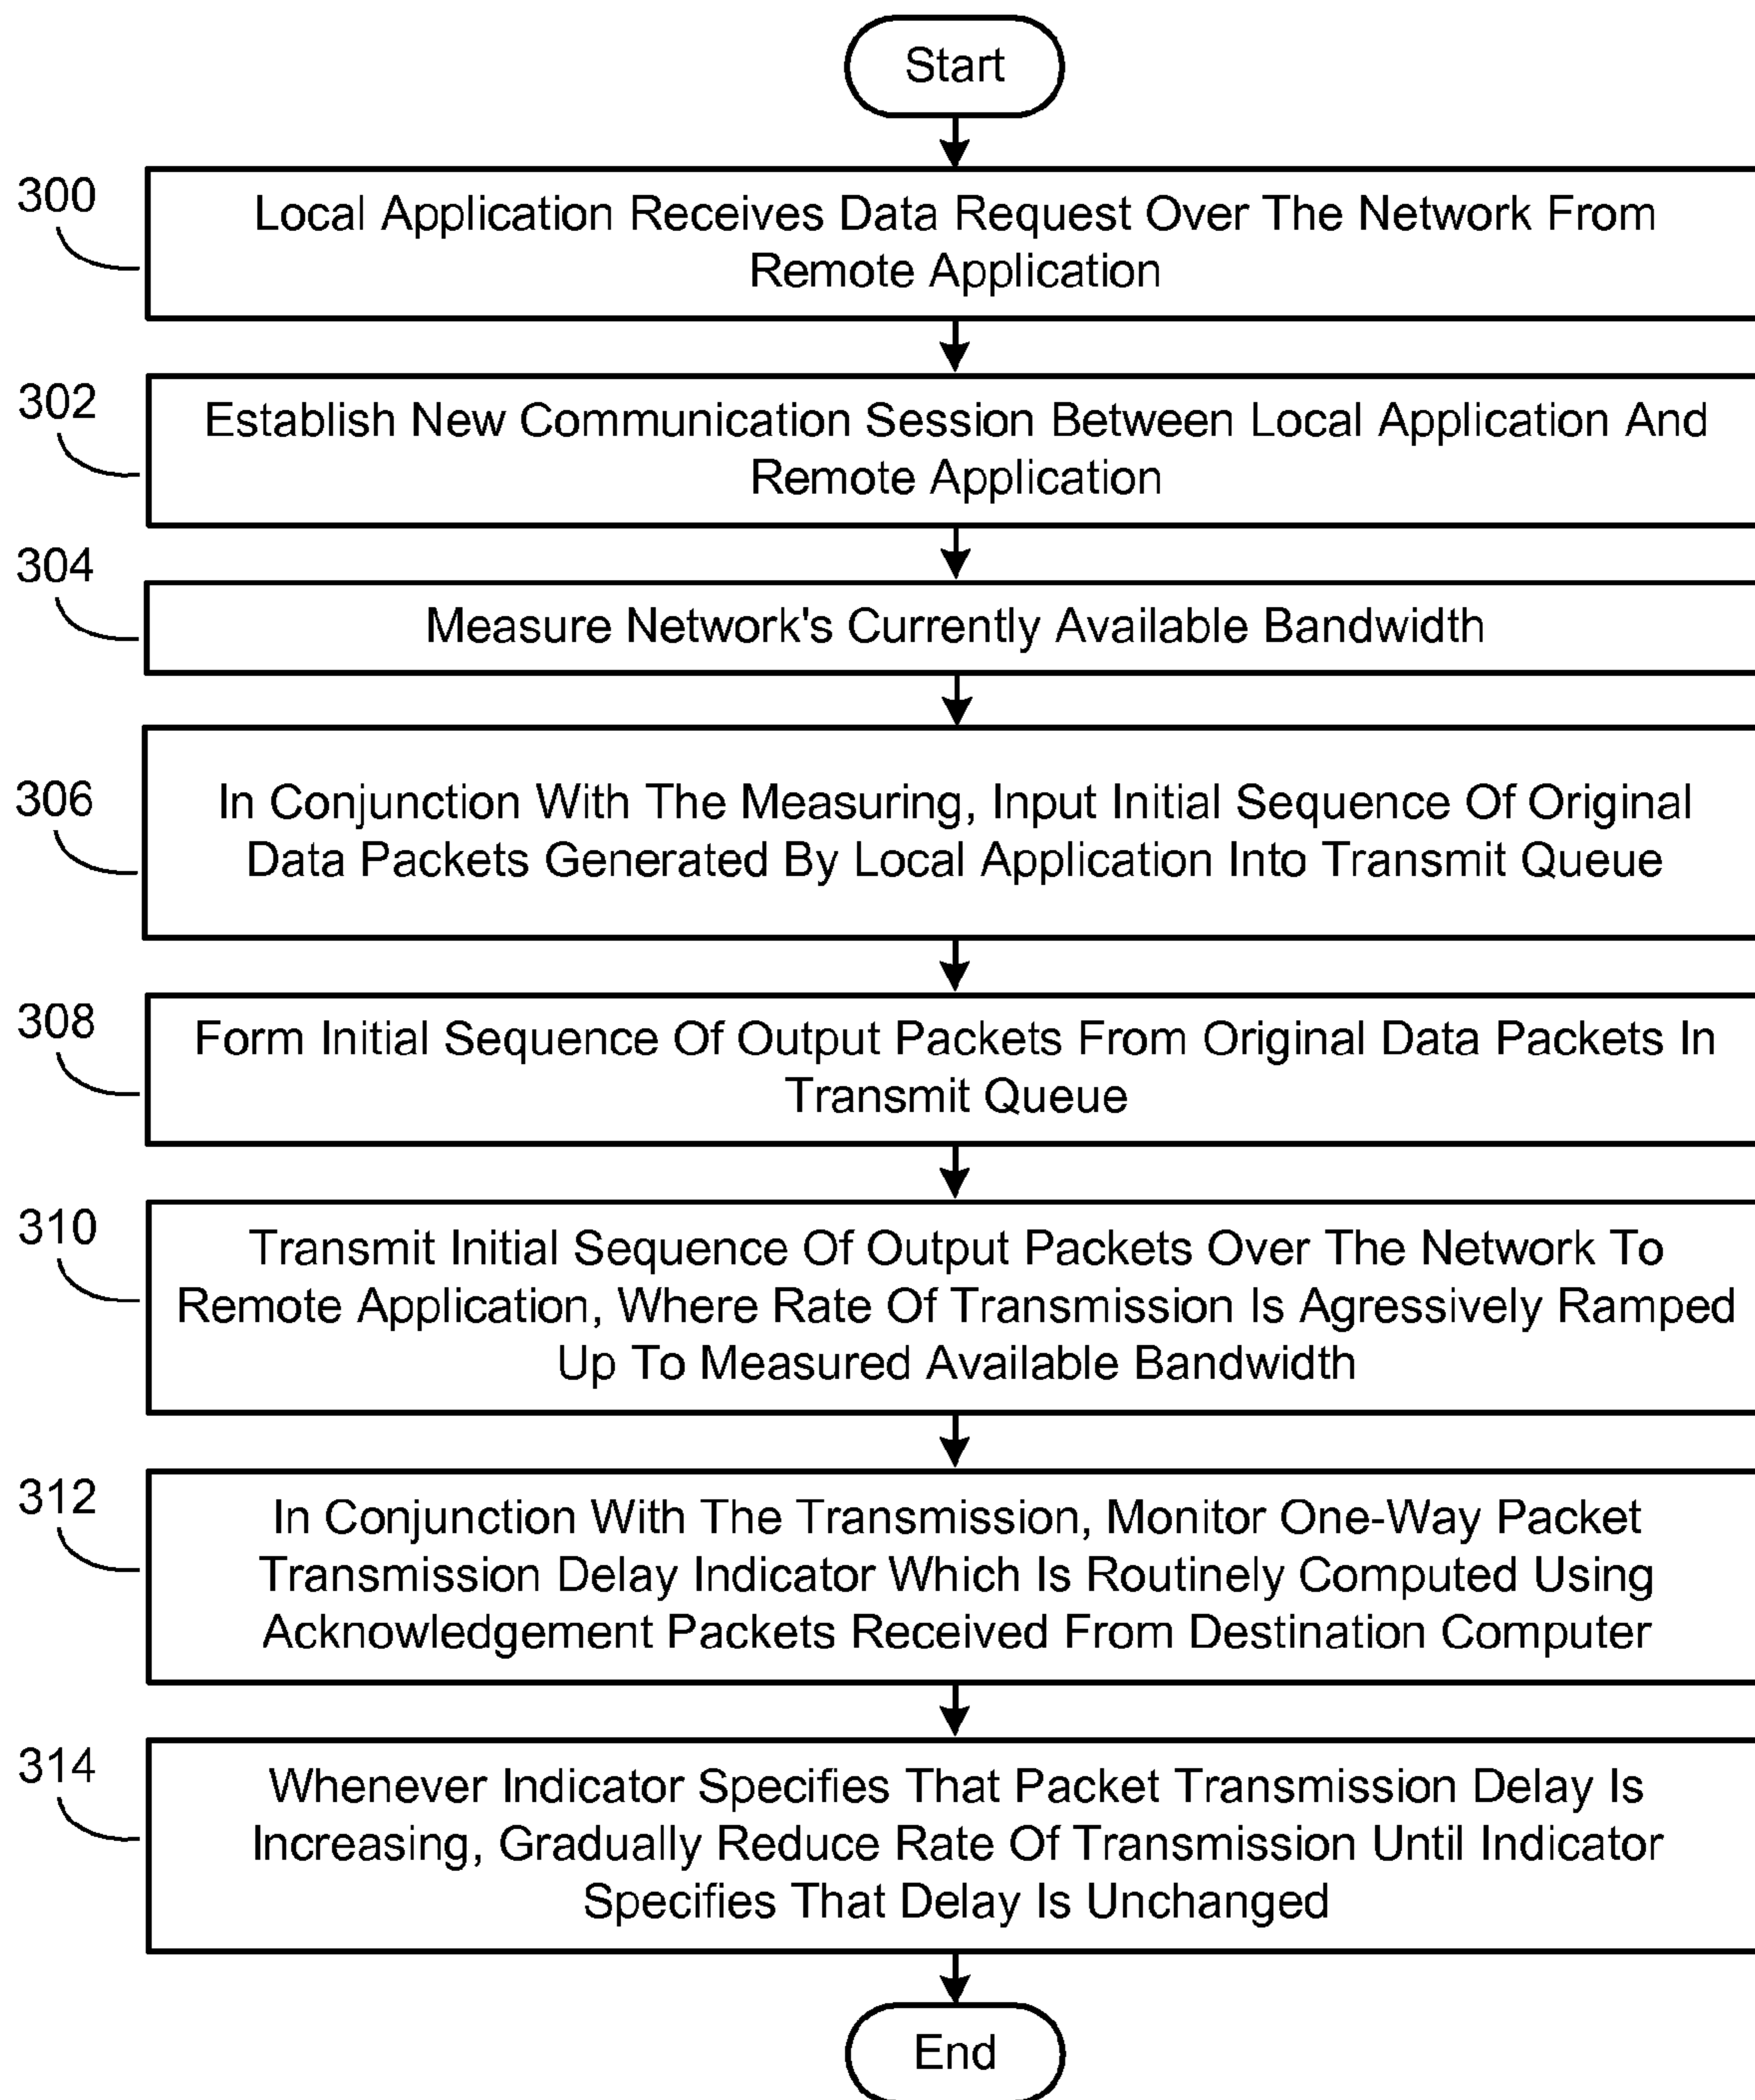 Start
300
Local Application Receives Data Request Over The Network From
Remote Application
302
Establish New Communication Session Between Local Application And
Remote Application
304
Measure Network's Currently Available Bandwidth
306
In Conjunction With The Measuring, Input Initial Sequence Of Original
Data Packets Generated By Local Application Into Transmit Queue
308
Form Initial Sequence Of Output Packets From Original Data Packets In
Transmit Queue
310
Transmit Initial Sequence Of Output Packets Over The Network To
Remote Application, Where Rate Of Transmission Is Agressively Ramped
Up To Measured Available Bandwidth
312
In Conjunction With The Transmission, Monitor One-Way Packet
Transmission Delay Indicator Which Is Routinely Computed Using
Acknowledgement Packets Received From Destination Computer
314
Whenever Indicator Specifies That Packet Transmission Delay Is
Increasing, Gradually Reduce Rate Of Transmission Until Indicator
Specifies That Delay Is Unchanged
End